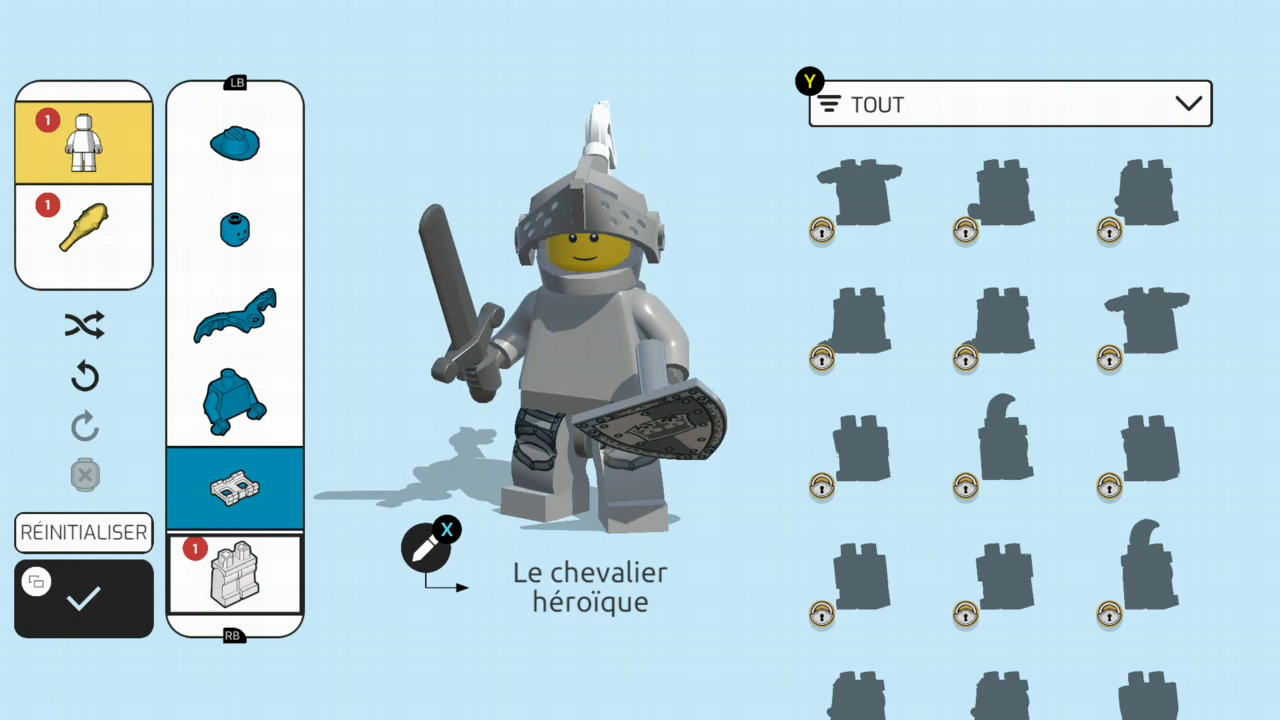 LB
Y
TOUT
1
1
RÉINITIALISER
1
X
Le chevalier
héroïque
RB